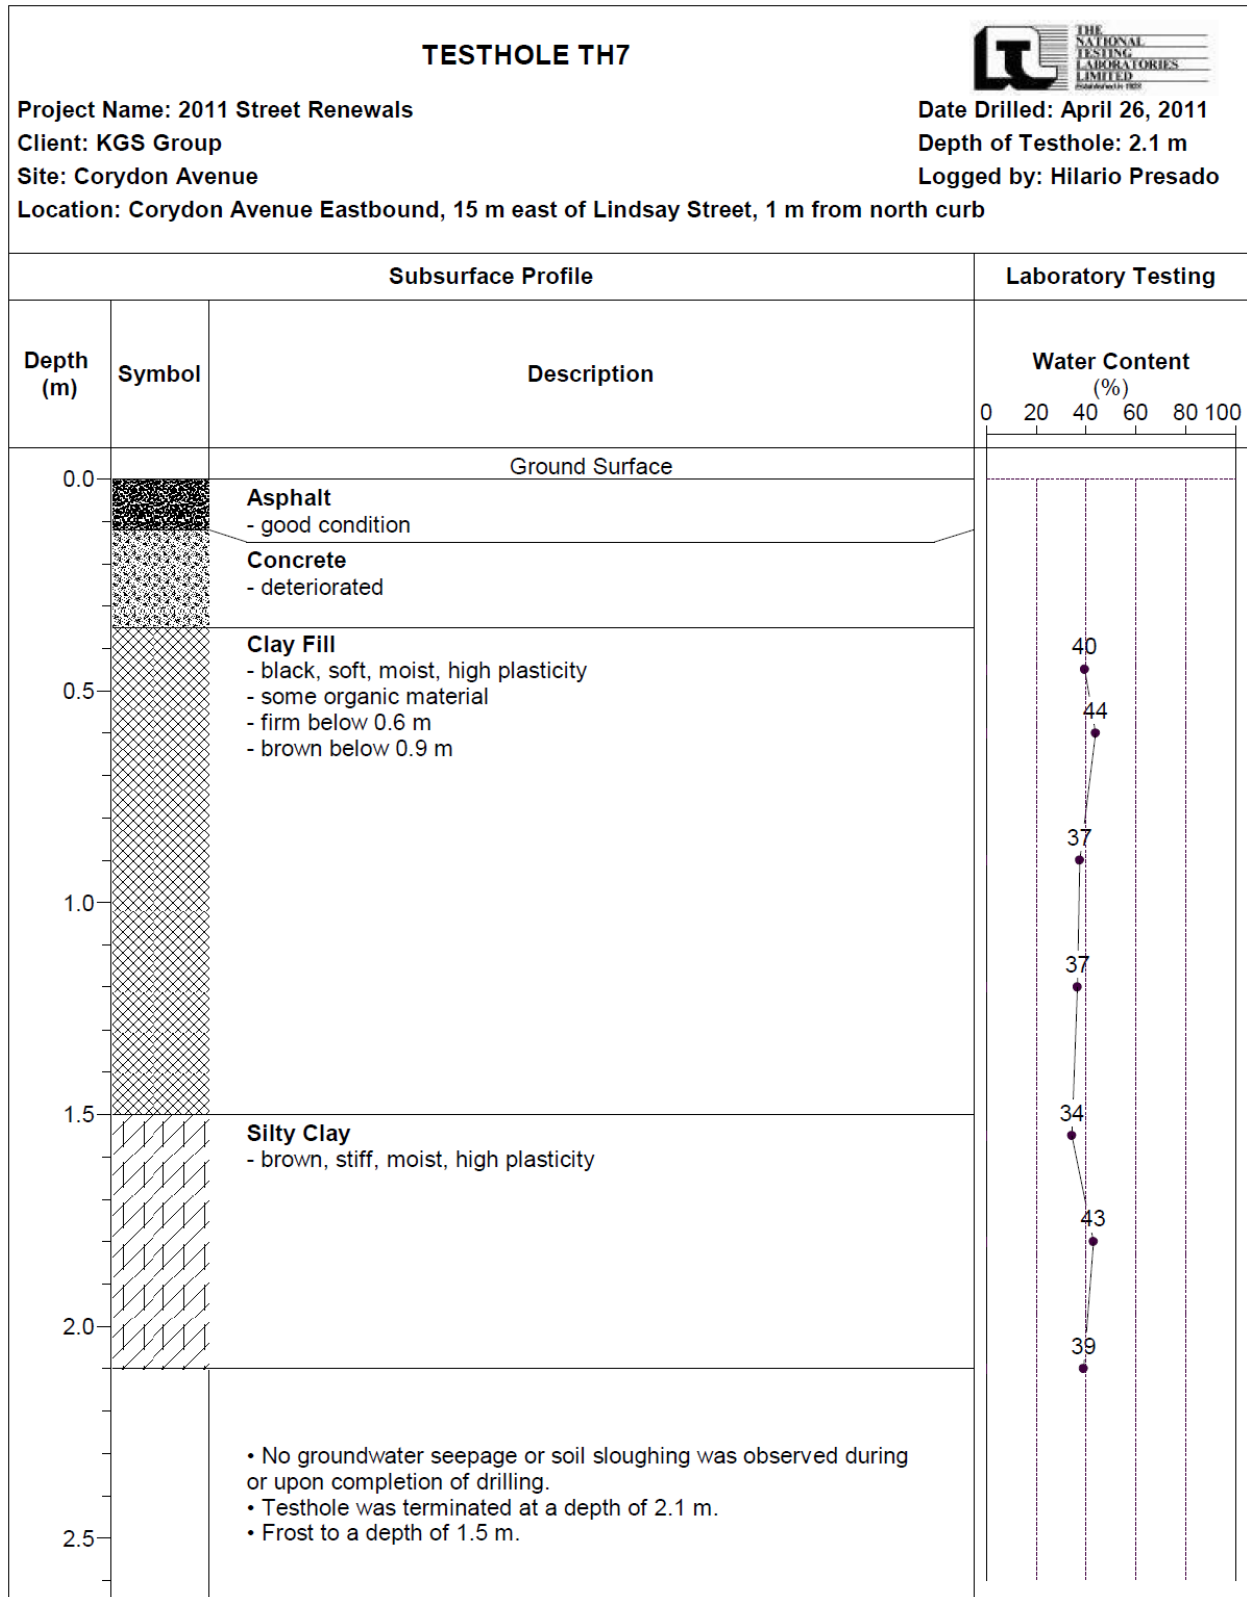 TESTHOLE TH7
THE
NATIONAL
TESTING
LABORATORIES
LIMITED
Established in 1923
Project Name: 2011 Street Renewals
Date Drilled: April 26, 2011
Client: KGS Group
Depth of Testhole: 2.1 m
Site: Corydon Avenue
Logged by: Hilario Presado
Location: Corydon Avenue Eastbound, 15 m east of Lindsay Street, 1 m from north curb
Subsurface Profile
Laboratory Testing
Depth
(m)
Symbol
Description
Water Content
(%)
0 20 40 60 80 100
Ground Surface
0.0
Asphalt
- good condition
Concrete
- deteriorated
Clay Fill
- black, soft, moist, high plasticity
- some organic material
- firm below 0.6 m
- brown below 0.9 m
40
0.5
44
37
1.0
37
1.5
34
Silty Clay
- brown, stiff, moist, high plasticity
43
2.0
39
• No groundwater seepage or soil sloughing was observed during
or upon completion of drilling.
• Testhole was terminated at a depth of 2.1 m.
• Frost to a depth of 1.5 m.
2.5